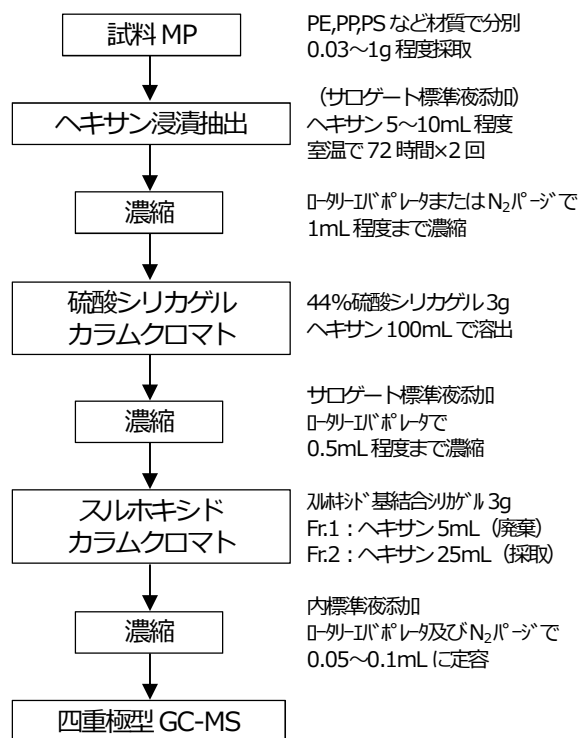 試料 MP
PE,PP,PS など材質で分別
0.03～1g 程度採取
ヘキサン浸漬抽出
（サロゲート標準液添加）
ヘキサン 5～10mL 程度
室温で 72 時間×2 回
濃縮
ﾛｰﾀﾘｰｴﾊﾞﾎﾟﾚｰﾀまたは N₂ﾊﾟｰｼﾞで
1mL 程度まで濃縮
硫酸シリカゲル
カラムクロマト
44%硫酸シリカゲル 3g
ヘキサン 100mL で溶出
濃縮
サロゲート標準液添加
ﾛｰﾀﾘｰｴﾊﾞﾎﾟﾚｰﾀで
0.5mL 程度まで濃縮
スルホキシド
カラムクロマト
ｽﾙﾎｷｼﾄﾞ基結合ｼﾘｶｹﾞﾙ 3g
Fr.1：ヘキサン 5mL（廃棄）
Fr.2：ヘキサン 25mL（採取）
濃縮
内標準液添加
ﾛｰﾀﾘｰｴﾊﾞﾎﾟﾚｰﾀ及び N₂ﾊﾟｰｼﾞで
0.05～0.1mL に定容
四重極型 GC-MS